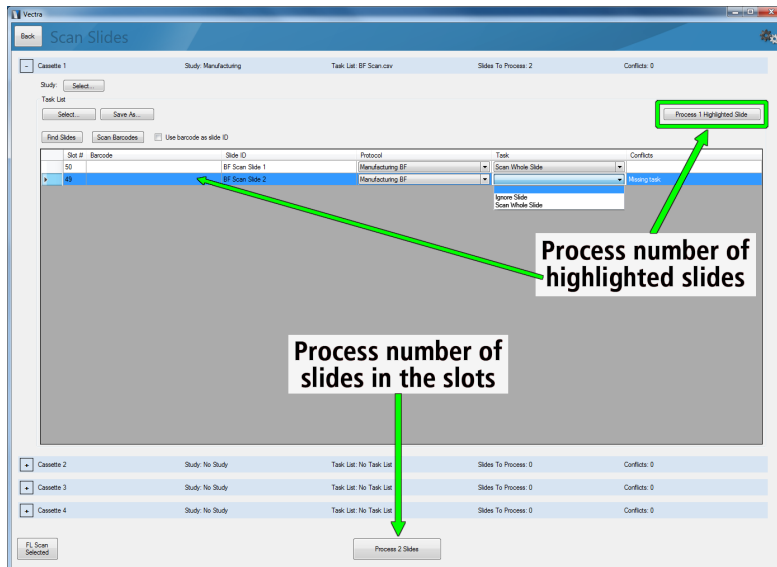 Vectra
Back Scan Slides
- Cassette 1 Study: Manufacturing Task List: BF Scan.csv Slides To Process: 2 Conflicts: 0
Study: Select...
Task List
Select... Save As... Process 1 Highlighted Slide
Find Slides Scan Barcodes Use barcode as slide ID
Slot # Barcode Slide ID Protocol Task Conflicts
50 BF Scan Slide 1 Manufacturing BF Scan Whole Slide
49 BF Scan Slide 2 Manufacturing BF Missing task
Ignore Slide
Scan Whole Slide
Process number of
highlighted slides
Process number of
slides in the slots
+ Cassette 2 Study: No Study Task List: No Task List Slides To Process: 0 Conflicts: 0
+ Cassette 3 Study: No Study Task List: No Task List Slides To Process: 0 Conflicts: 0
+ Cassette 4 Study: No Study Task List: No Task List Slides To Process: 0 Conflicts: 0
FL Scan
Selected
Process 2 Slides